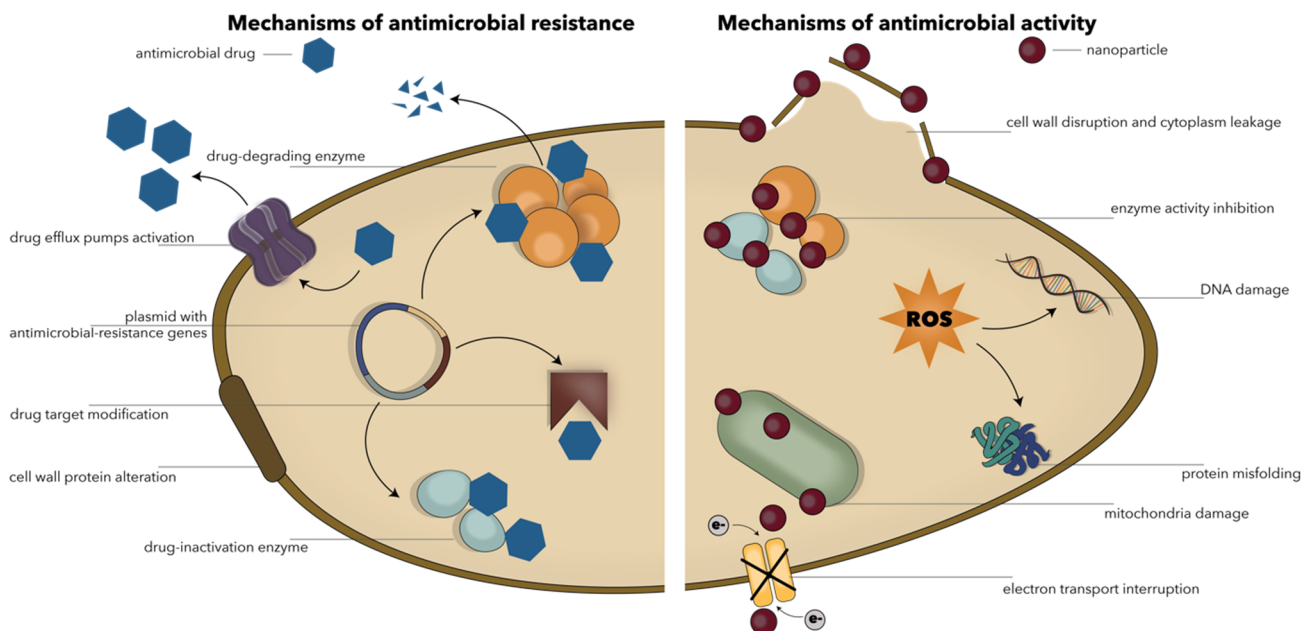 Mechanisms of antimicrobial resistance
antimicrobial drug
drug-degrading enzyme
drug efflux pumps activation
plasmid with
antimicrobial-resistance genes
drug target modification
cell wall protein alteration
drug-inactivation enzyme
Mechanisms of antimicrobial activity
nanoparticle
cell wall disruption and cytoplasm leakage
enzyme activity inhibition
DNA damage
ROS
protein misfolding
mitochondria damage
e-
electron transport interruption
e-